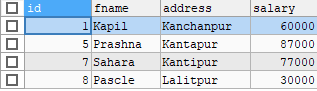 id fname address salary
1 Kapil Kanchanpur 60000
5 Prashna Kantapur 87000
7 Sahara Kantipur 77000
8 Pascle Lalitpur 30000